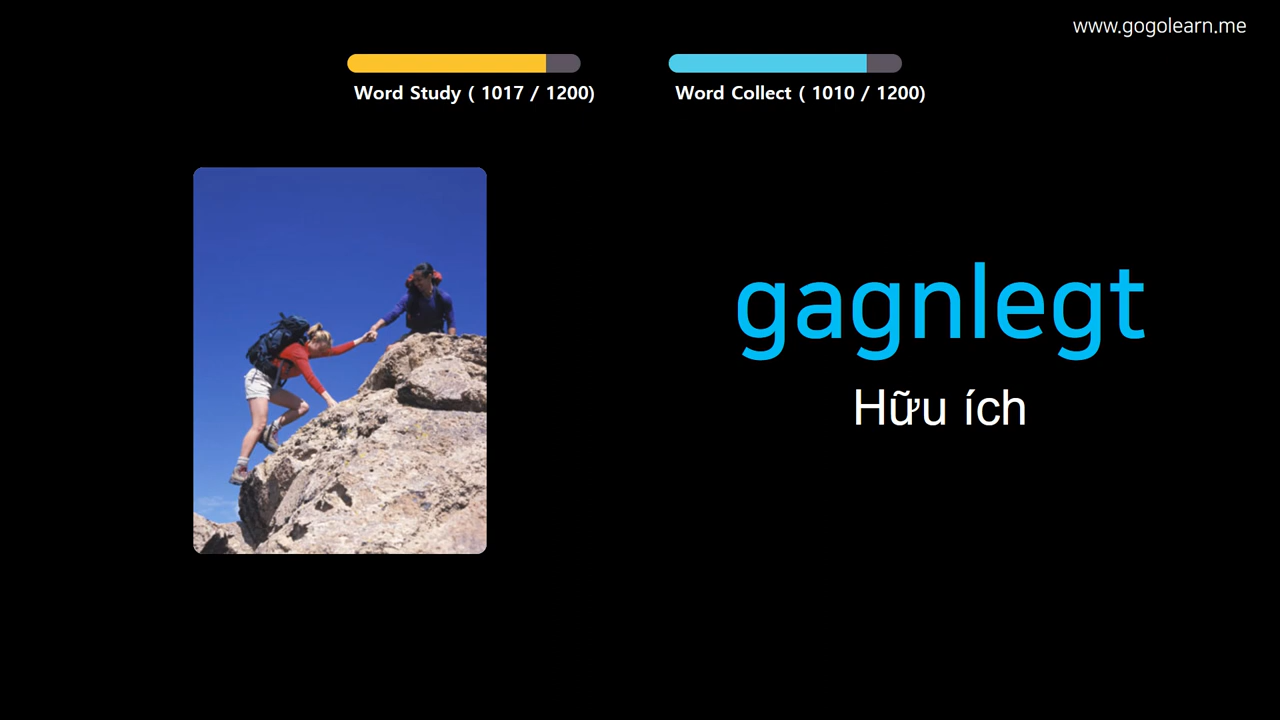 www.gogolearn.me
Word Study ( 1017 / 1200)
Word Collect ( 1010 / 1200)
gagnlegt
Hữu ích